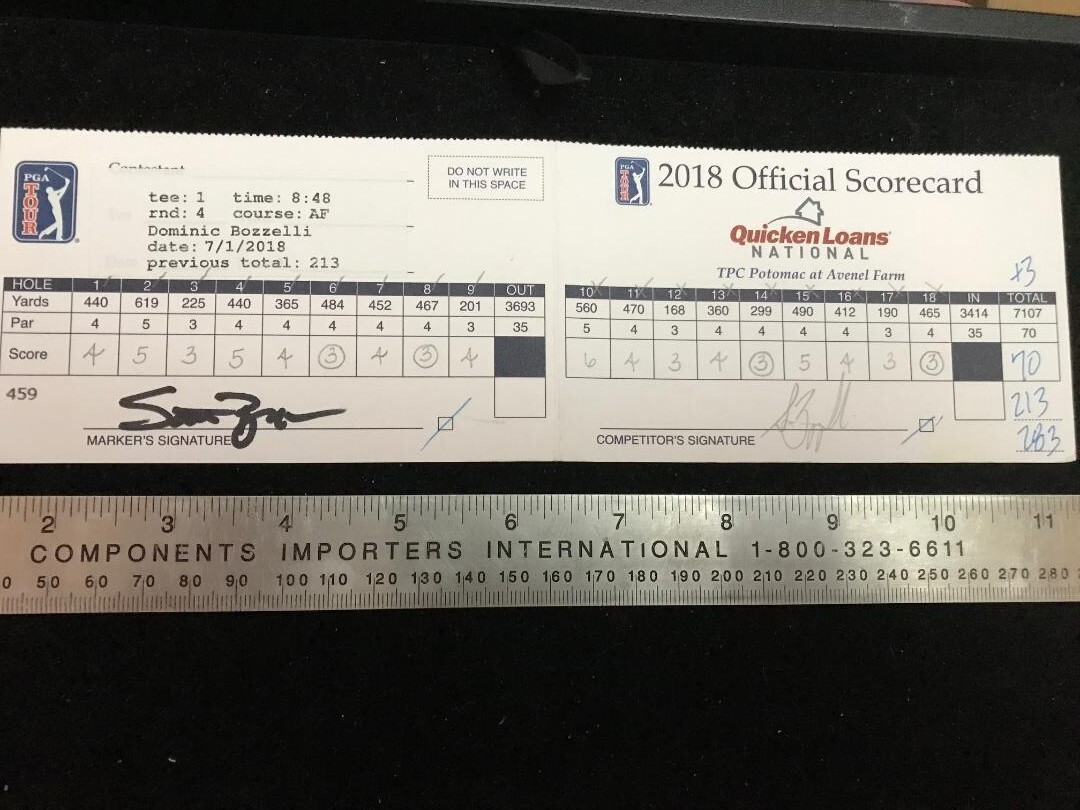 PGA TOUR
Contestant
DO NOT WRITE
IN THIS SPACE
tee: 1 time: 8:48
rnd: 4 course: AF
Dominic Bozzelli
date: 7/1/2018
previous total: 213
HOLE 1 2 3 4 5 6 7 8 9 OUT
Yards 440 619 225 440 365 484 452 467 201 3693
Par 4 5 3 4 4 4 4 4 3 35
Score 4 5 3 5 4 3 4 3 4
459
MARKER'S SIGNATURE
PGA TOUR
2018 Official Scorecard
Quicken Loans
NATIONAL
TPC Potomac at Avenel Farm
+3
10 11 12 13 14 15 16 17 18 IN TOTAL
560 470 168 360 299 490 412 190 465 3414 7107
5 4 3 4 4 4 4 3 4 35 70
6 4 3 4 3 5 4 3 3 70
213
283
COMPETITOR'S SIGNATURE
2 3 4 5 6 7 8 9 10 11
COMPONENTS IMPORTERS INTERNATIONAL 1-800-323-6611
0 50 60 70 80 90 100 110 120 130 140 150 160 170 180 190 200 210 220 230 240 250 260 270 280